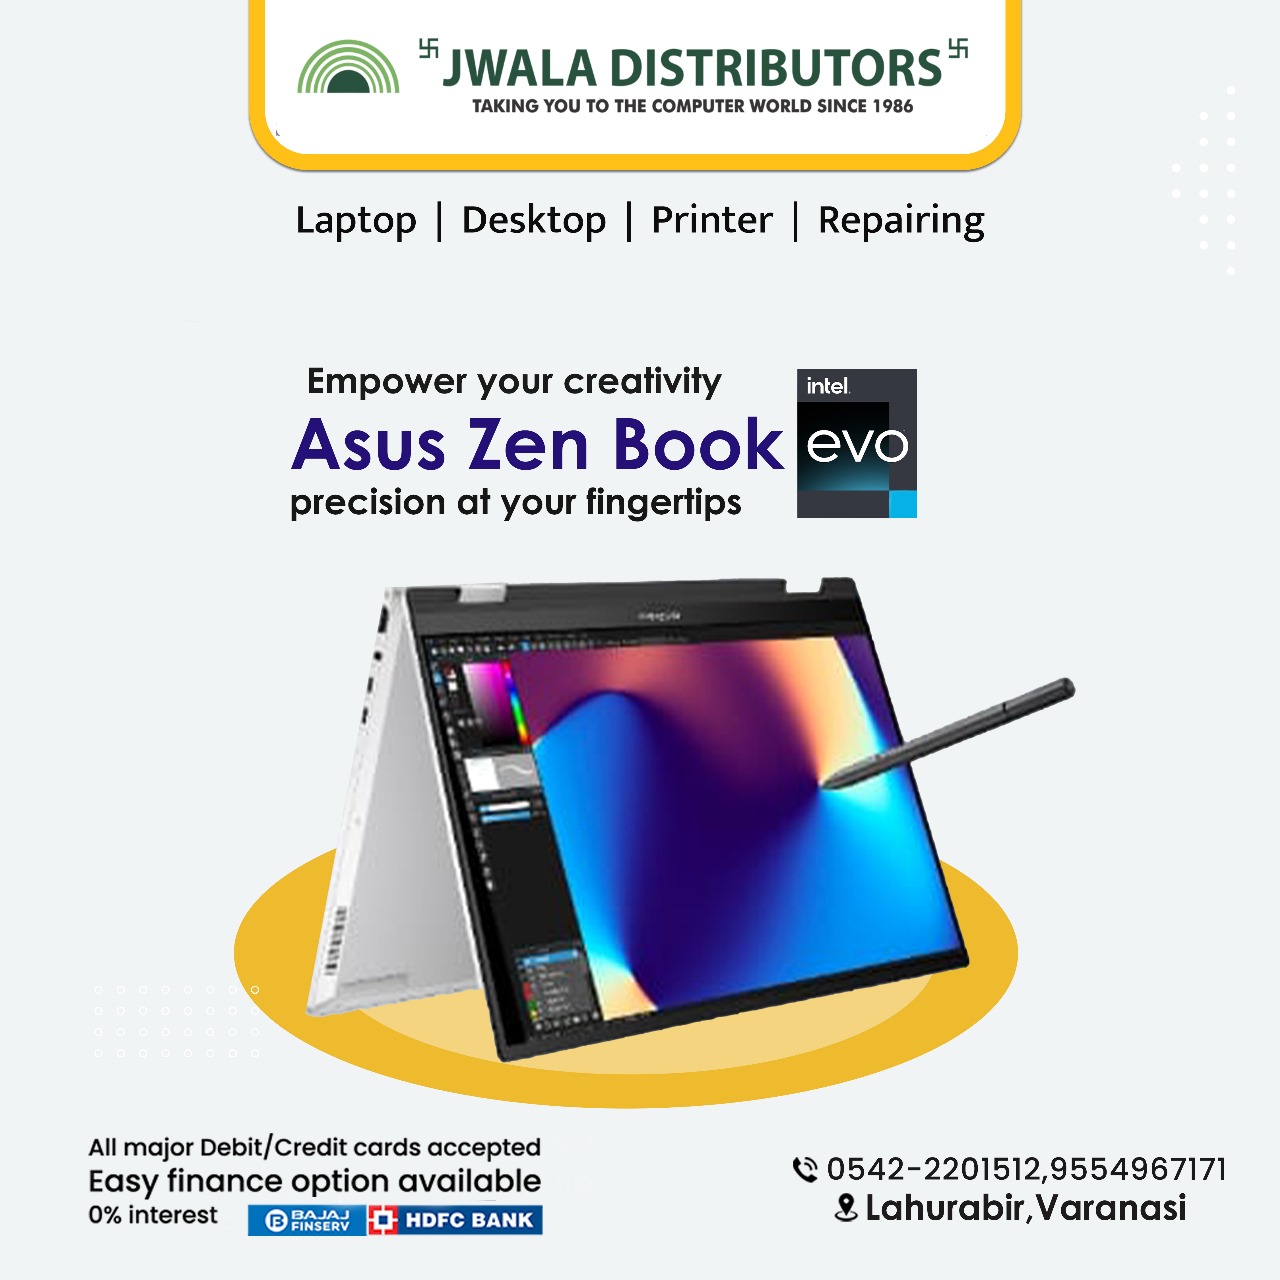 卐 JWALA DISTRIBUTORS 卐
TAKING YOU TO THE COMPUTER WORLD SINCE 1986
Laptop | Desktop | Printer | Repairing
Empower your creativity
Asus Zen Book
precision at your fingertips
intel.
evo
All major Debit/Credit cards accepted
Easy finance option available
0% interest
B BAJAJ
FINSERV
HDFC BANK
0542-2201512,9554967171
Lahurabir,Varanasi